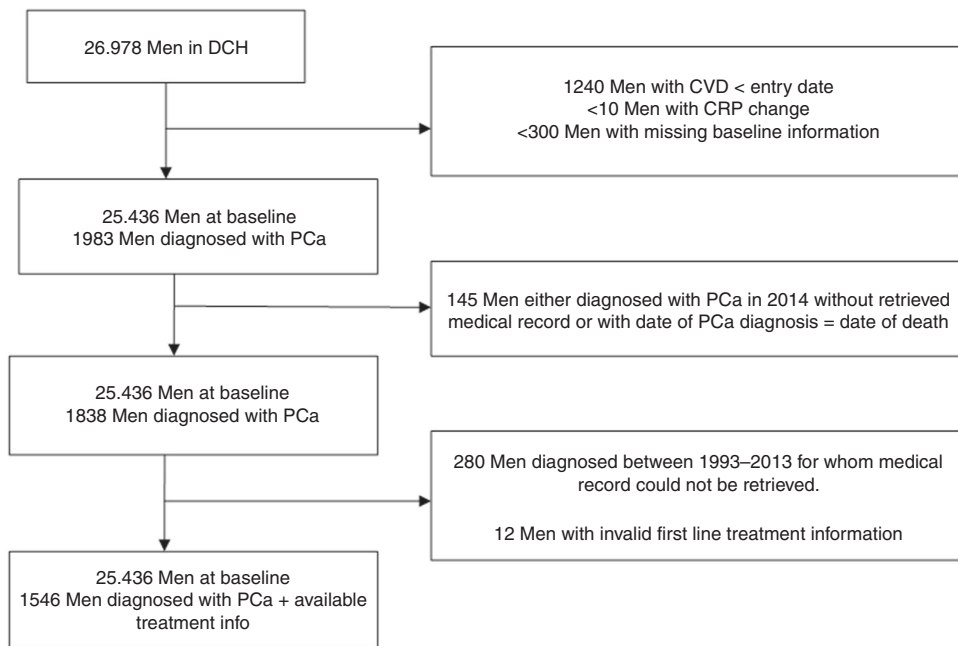 26.978 Men in DCH
1240 Men with CVD < entry date
<10 Men with CRP change
<300 Men with missing baseline information
25.436 Men at baseline
1983 Men diagnosed with PCa
145 Men either diagnosed with PCa in 2014 without retrieved
medical record or with date of PCa diagnosis = date of death
25.436 Men at baseline
1838 Men diagnosed with PCa
280 Men diagnosed between 1993–2013 for whom medical
record could not be retrieved.
12 Men with invalid first line treatment information
25.436 Men at baseline
1546 Men diagnosed with PCa + available
treatment info